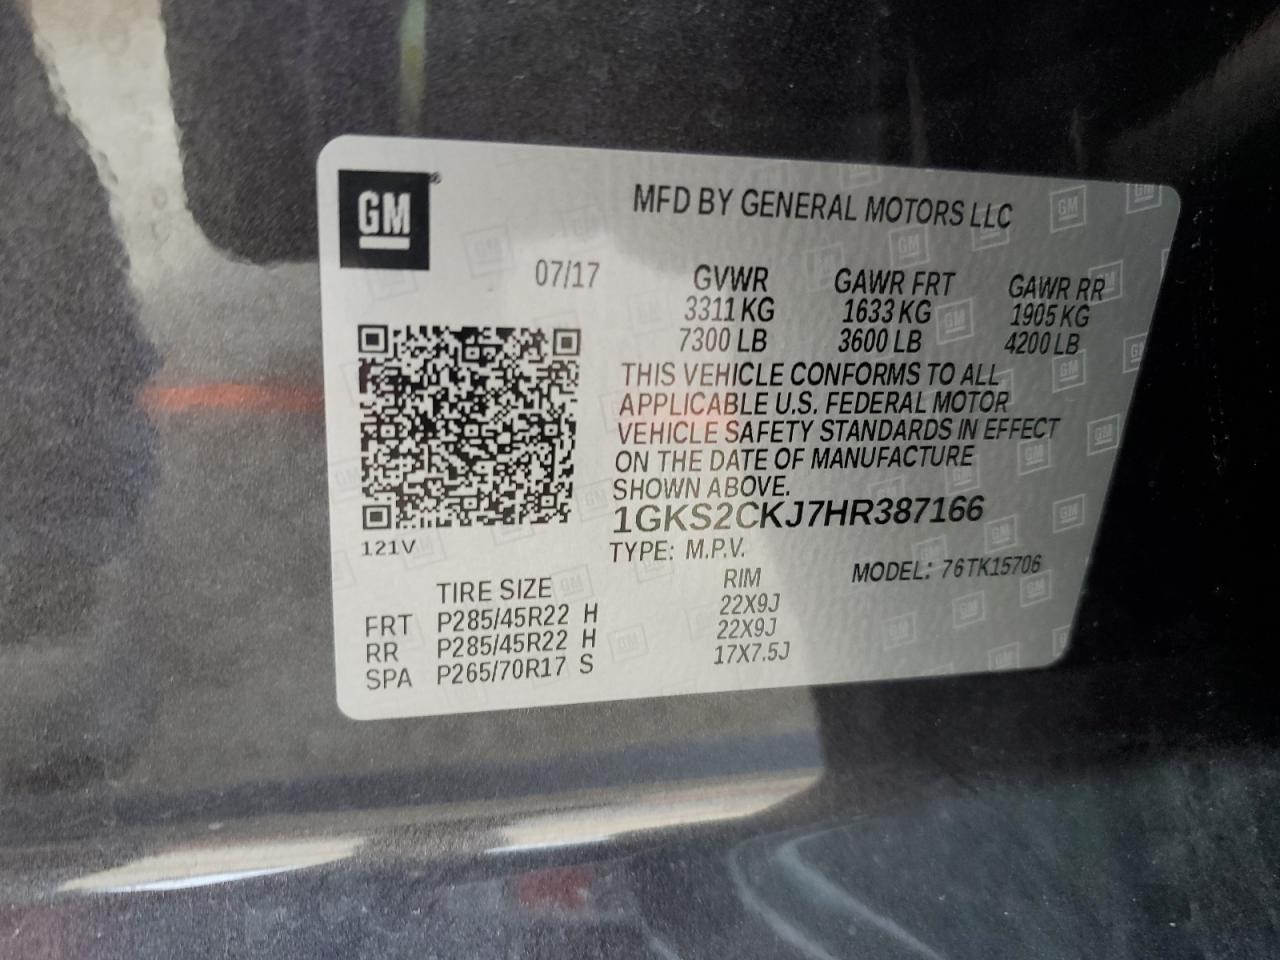 GM®
MFD BY GENERAL MOTORS LLC
07/17 GVWR GAWR FRT GAWR RR
3311 KG 1633 KG 1905 KG
7300 LB 3600 LB 4200 LB
THIS VEHICLE CONFORMS TO ALL
APPLICABLE U.S. FEDERAL MOTOR
VEHICLE SAFETY STANDARDS IN EFFECT
ON THE DATE OF MANUFACTURE
SHOWN ABOVE.
1GKS2CKJ7HR387166
121V
TYPE: M.P.V. MODEL: 76TK15706
TIRE SIZE RIM
FRT P285/45R22 H 22X9J
RR P285/45R22 H 22X9J
SPA P265/70R17 S 17X7.5J